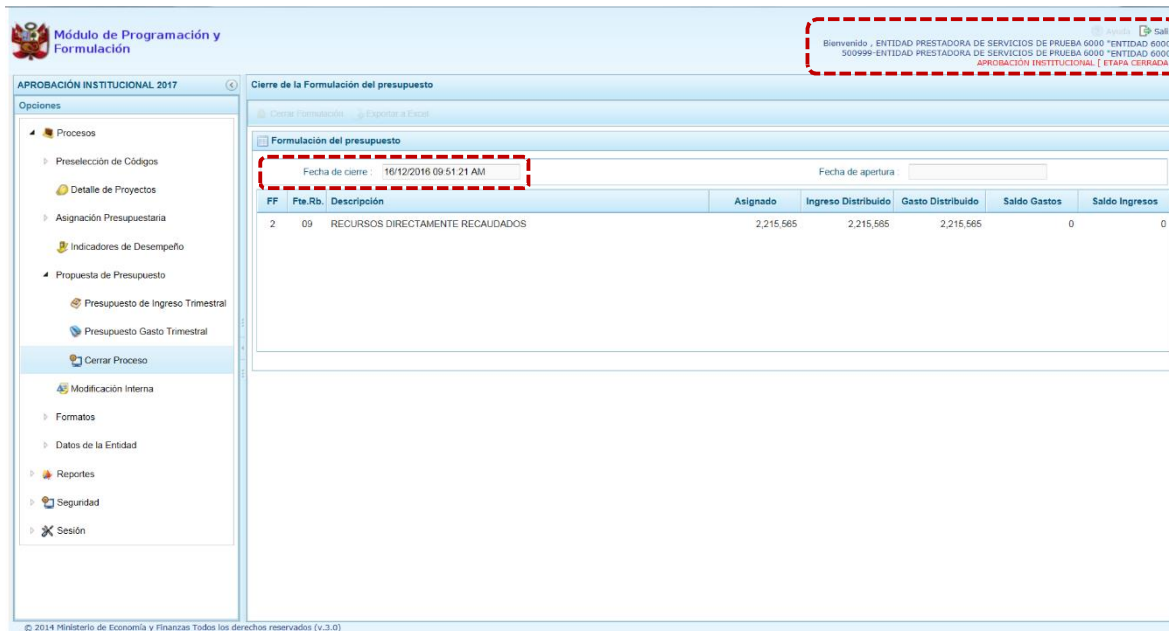 Módulo de Programación y
Formulación
Ayuda Sali
Bienvenido , ENTIDAD PRESTADORA DE SERVICIOS DE PRUEBA 6000 "ENTIDAD 6000
500999-ENTIDAD PRESTADORA DE SERVICIOS DE PRUEBA 6000 "ENTIDAD 6000
APROBACIÓN INSTITUCIONAL [ ETAPA CERRADA
APROBACIÓN INSTITUCIONAL 2017
Opciones
Procesos
Preselección de Códigos
Detalle de Proyectos
Asignación Presupuestaria
Indicadores de Desempeño
Propuesta de Presupuesto
Presupuesto de Ingreso Trimestral
Presupuesto Gasto Trimestral
Cerrar Proceso
Modificación Interna
Formatos
Datos de la Entidad
Reportes
Seguridad
Sesión
Cierre de la Formulación del presupuesto
Cerrar Formulación Exportar a Excel
Formulación del presupuesto
Fecha de cierre : 16/12/2016 09:51:21 AM Fecha de apertura :
FF Fte.Rb. Descripción Asignado Ingreso Distribuido Gasto Distribuido Saldo Gastos Saldo Ingresos
2 09 RECURSOS DIRECTAMENTE RECAUDADOS 2,215,565 2,215,565 2,215,565 0 0
© 2014 Ministerio de Economía y Finanzas Todos los derechos reservados (v.3.0)